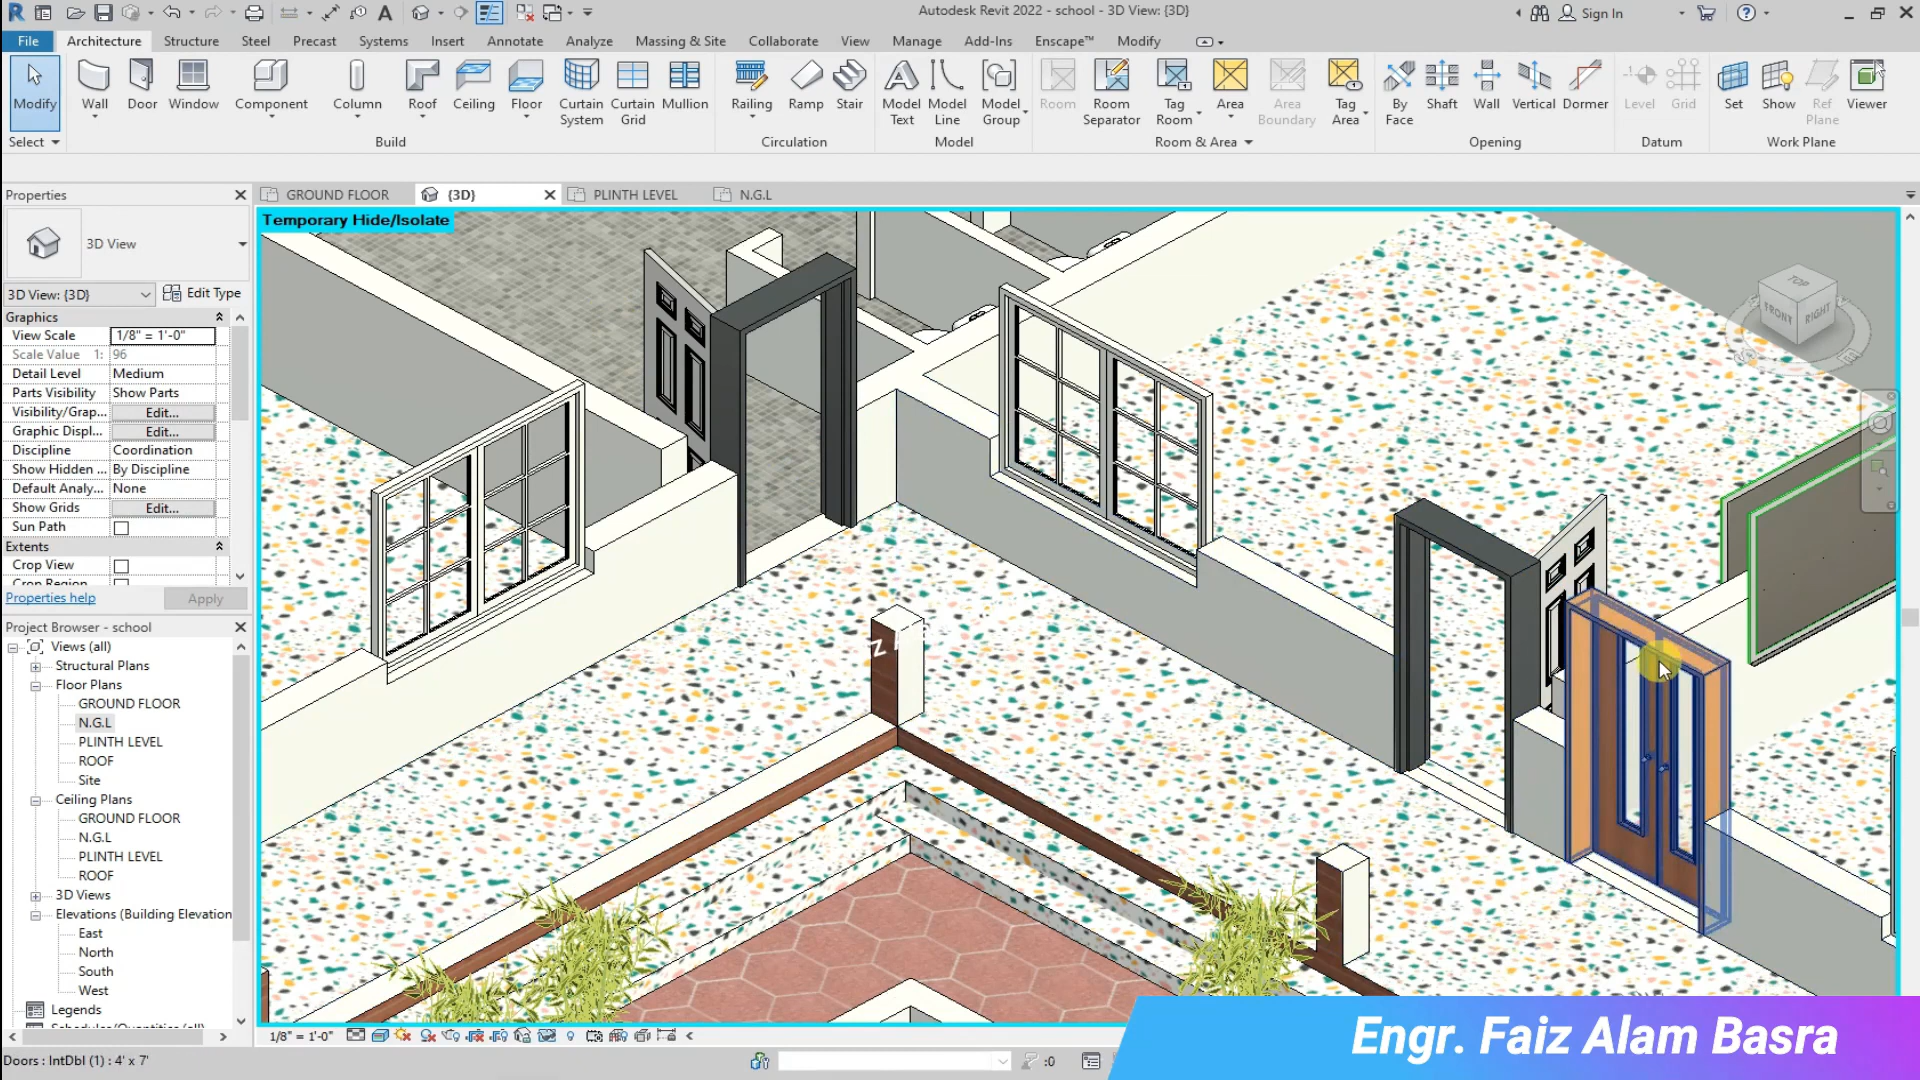 Autodesk Revit 2022 - school - 3D View: {3D}
Sign In
File Architecture Structure Steel Precast Systems Insert Annotate Analyze Massing & Site Collaborate View Manage Add-Ins Enscape™ Modify
Modify Wall Door Window Component Column Roof Ceiling Floor Curtain System Curtain Grid Mullion Railing Ramp Stair Model Text Model Line Model Group Room Room Separator Tag Room Area Area Boundary Tag Area By Face Shaft Wall Vertical Dormer Level Grid Set Show Ref Plane Viewer
Select Build Circulation Model Room & Area Opening Datum Work Plane
Properties
GROUND FLOOR {3D} PLINTH LEVEL N.G.L
Temporary Hide/Isolate
3D View
3D View: {3D} Edit Type
Graphics
View Scale 1/8" = 1'-0"
Scale Value 1: 96
Detail Level Medium
Parts Visibility Show Parts
Visibility/Grap... Edit...
Graphic Displ... Edit...
Discipline Coordination
Show Hidden ... By Discipline
Default Analy... None
Show Grids Edit...
Sun Path
Extents
Crop View
Crop Region
Properties help Apply
TOP
FRONT RIGHT
Project Browser - school
Views (all)
Structural Plans
Floor Plans
GROUND FLOOR
N.G.L
PLINTH LEVEL
ROOF
Site
Ceiling Plans
GROUND FLOOR
N.G.L
PLINTH LEVEL
ROOF
3D Views
Elevations (Building Elevation
East
North
South
West
Legends
Schedules/Quantities (all)
1/8" = 1'-0"
Doors : IntDbl (1) : 4' x 7'
:0
Engr. Faiz Alam Basra